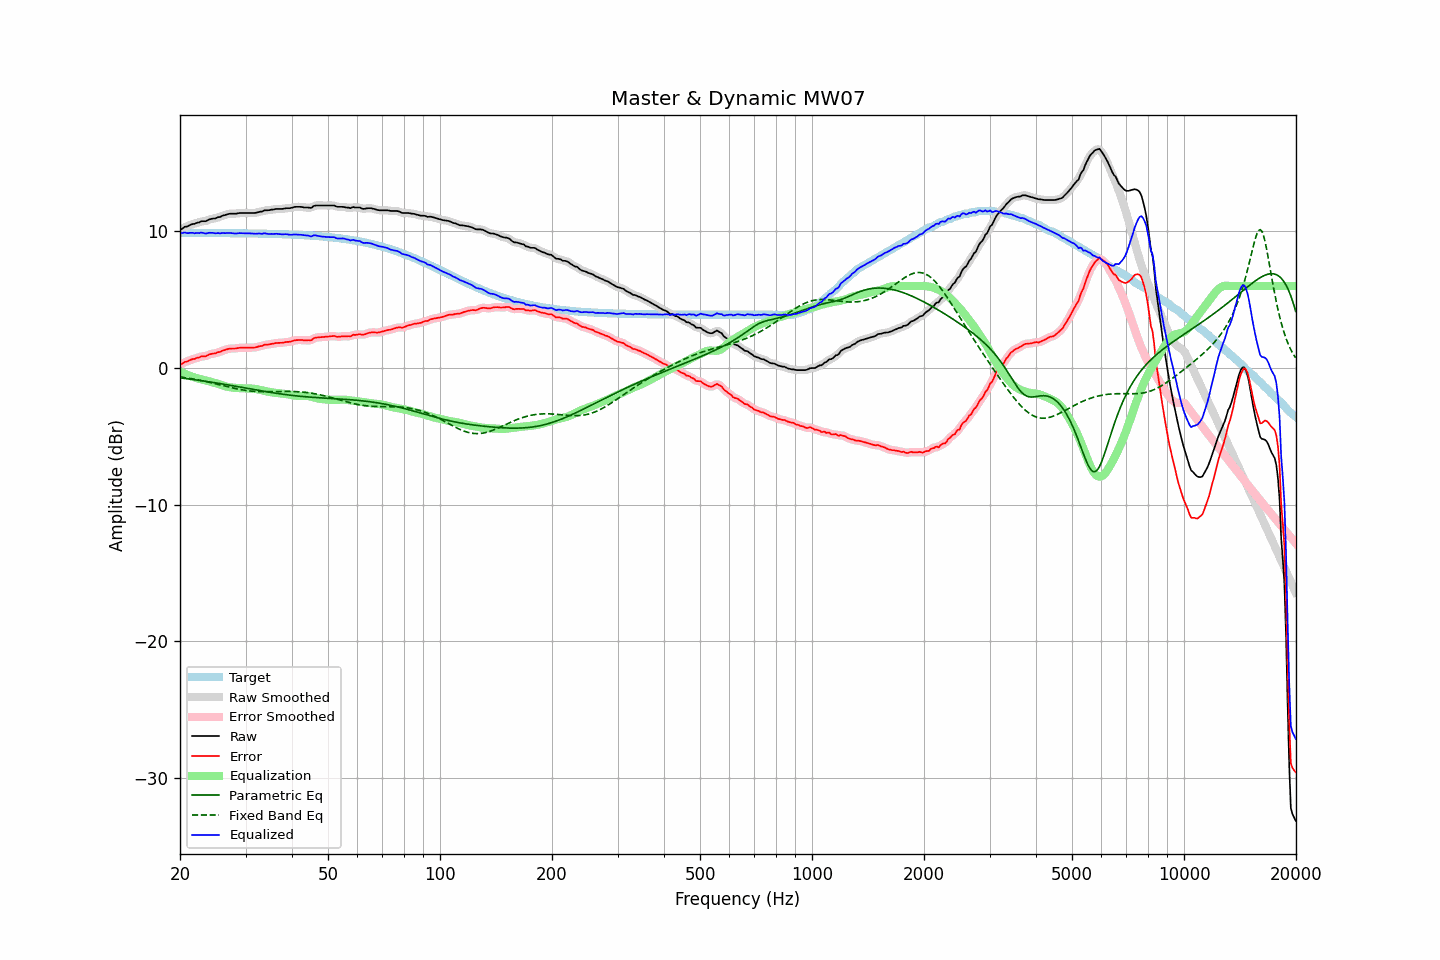 Master & Dynamic MW07
Amplitude (dBr)
10
0
−10
−20
−30
Target
Raw Smoothed
Error Smoothed
Raw
Error
Equalization
Parametric Eq
Fixed Band Eq
Equalized
20 50 100 200 500 1000 2000 5000 10000 20000
Frequency (Hz)